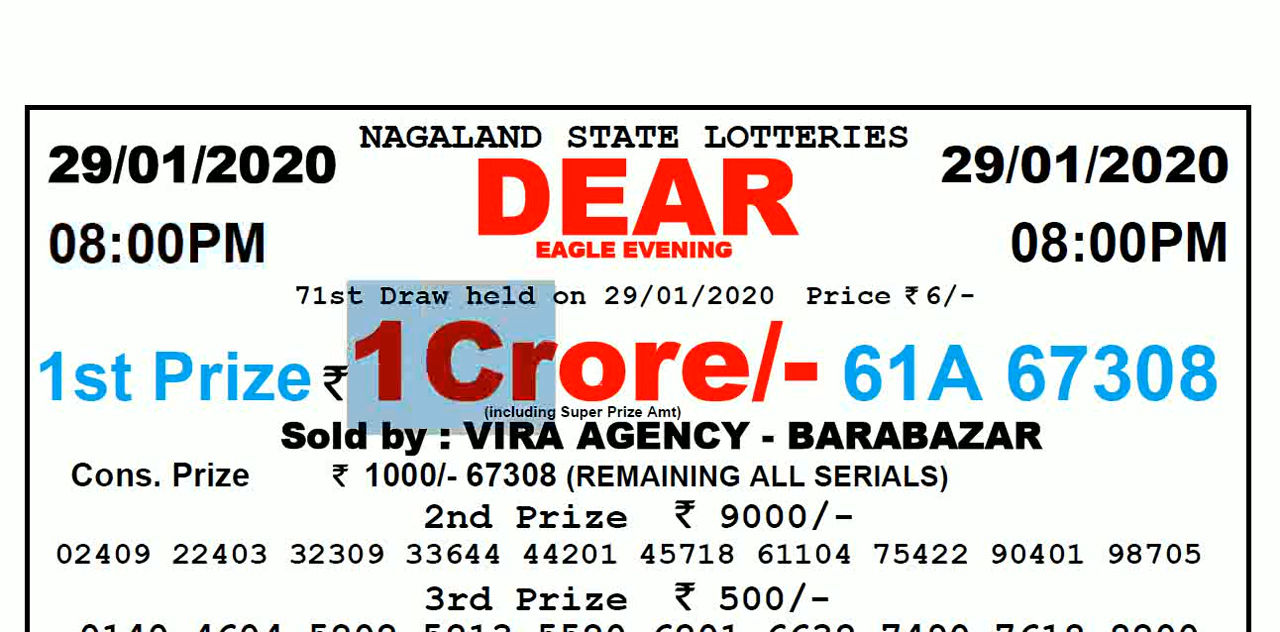 NAGALAND STATE LOTTERIES
29/01/2020 DEAR 29/01/2020
08:00PM EAGLE EVENING 08:00PM
71st Draw held on 29/01/2020 Price ₹ 6/-
1st Prize ₹ 1Crore/- 61A 67308
(including Super Prize Amt)
Sold by : VIRA AGENCY - BARABAZAR
Cons. Prize ₹ 1000/- 67308 (REMAINING ALL SERIALS)
2nd Prize ₹ 9000/-
02409 22403 32309 33644 44201 45718 61104 75422 90401 98705
3rd Prize ₹ 500/-